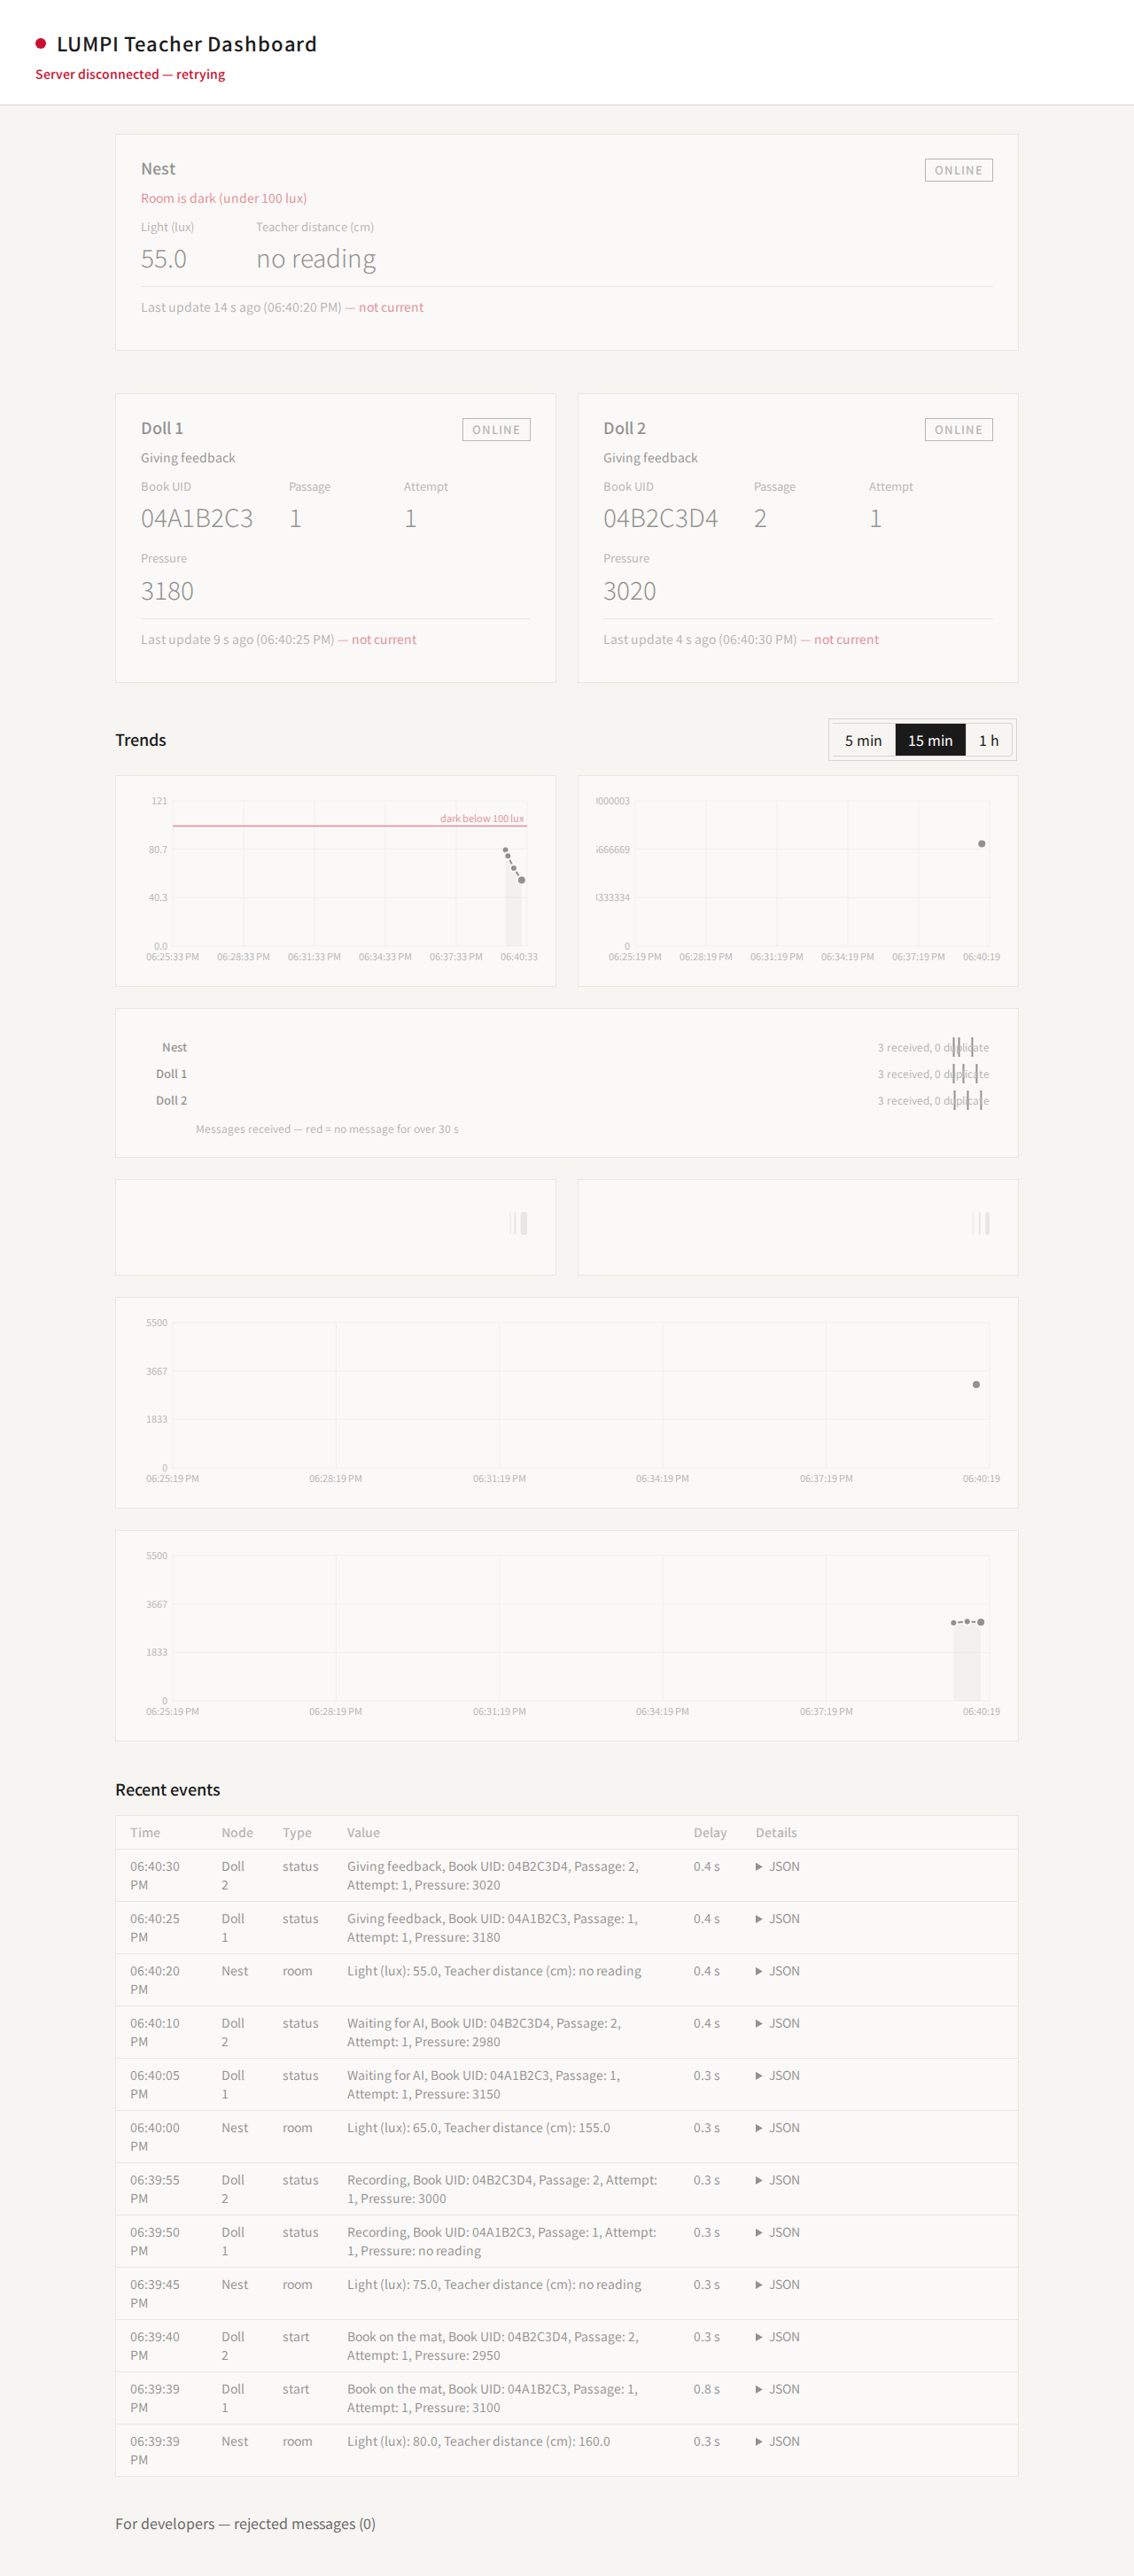 LUMPI Teacher Dashboard
Server disconnected — retrying
Nest
ONLINE
Room is dark (under 100 lux)
Light (lux) Teacher distance (cm)
55.0 no reading
Last update 14 s ago (06:40:20 PM) — not current
Doll 1
ONLINE
Giving feedback
Book UID Passage Attempt
04A1B2C3 1 1
Pressure
3180
Last update 9 s ago (06:40:25 PM) — not current
Doll 2
ONLINE
Giving feedback
Book UID Passage Attempt
04B2C3D4 2 1
Pressure
3020
Last update 4 s ago (06:40:30 PM) — not current
Trends
5 min 15 min 1 h
121
dark below 100 lux
80.7
40.3
0.0
06:25:33 PM 06:28:33 PM 06:31:33 PM 06:34:33 PM 06:37:33 PM 06:40:33
0
06:25:19 PM 06:28:19 PM 06:31:19 PM 06:34:19 PM 06:37:19 PM 06:40:19
Nest 3 received, 0 duplicate
Doll 1 3 received, 0 duplicate
Doll 2 3 received, 0 duplicate
Messages received — red = no message for over 30 s
5500
3667
1833
0
06:25:19 PM 06:28:19 PM 06:31:19 PM 06:34:19 PM 06:37:19 PM 06:40:19
5500
3667
1833
0
06:25:19 PM 06:28:19 PM 06:31:19 PM 06:34:19 PM 06:37:19 PM 06:40:19
Recent events
Time Node Type Value Delay Details
06:40:30 Doll status Giving feedback, Book UID: 04B2C3D4, Passage: 2, 0.4 s JSON
PM 2 Attempt: 1, Pressure: 3020
06:40:25 Doll status Giving feedback, Book UID: 04A1B2C3, Passage: 1, 0.4 s JSON
PM 1 Attempt: 1, Pressure: 3180
06:40:20 Nest room Light (lux): 55.0, Teacher distance (cm): no reading 0.4 s JSON
PM
06:40:10 Doll status Waiting for AI, Book UID: 04B2C3D4, Passage: 2, 0.4 s JSON
PM 2 Attempt: 1, Pressure: 2980
06:40:05 Doll status Waiting for AI, Book UID: 04A1B2C3, Passage: 1, 0.3 s JSON
PM 1 Attempt: 1, Pressure: 3150
06:40:00 Nest room Light (lux): 65.0, Teacher distance (cm): 155.0 0.3 s JSON
PM
06:39:55 Doll status Recording, Book UID: 04B2C3D4, Passage: 2, Attempt: 0.3 s JSON
PM 2 1, Pressure: 3000
06:39:50 Doll status Recording, Book UID: 04A1B2C3, Passage: 1, Attempt: 0.3 s JSON
PM 1 1, Pressure: no reading
06:39:45 Nest room Light (lux): 75.0, Teacher distance (cm): no reading 0.3 s JSON
PM
06:39:40 Doll start Book on the mat, Book UID: 04B2C3D4, Passage: 2, 0.3 s JSON
PM 2 Attempt: 1, Pressure: 2950
06:39:39 Doll start Book on the mat, Book UID: 04A1B2C3, Passage: 1, 0.8 s JSON
PM 1 Attempt: 1, Pressure: 3100
06:39:39 Nest room Light (lux): 80.0, Teacher distance (cm): 160.0 0.3 s JSON
PM
For developers — rejected messages (0)